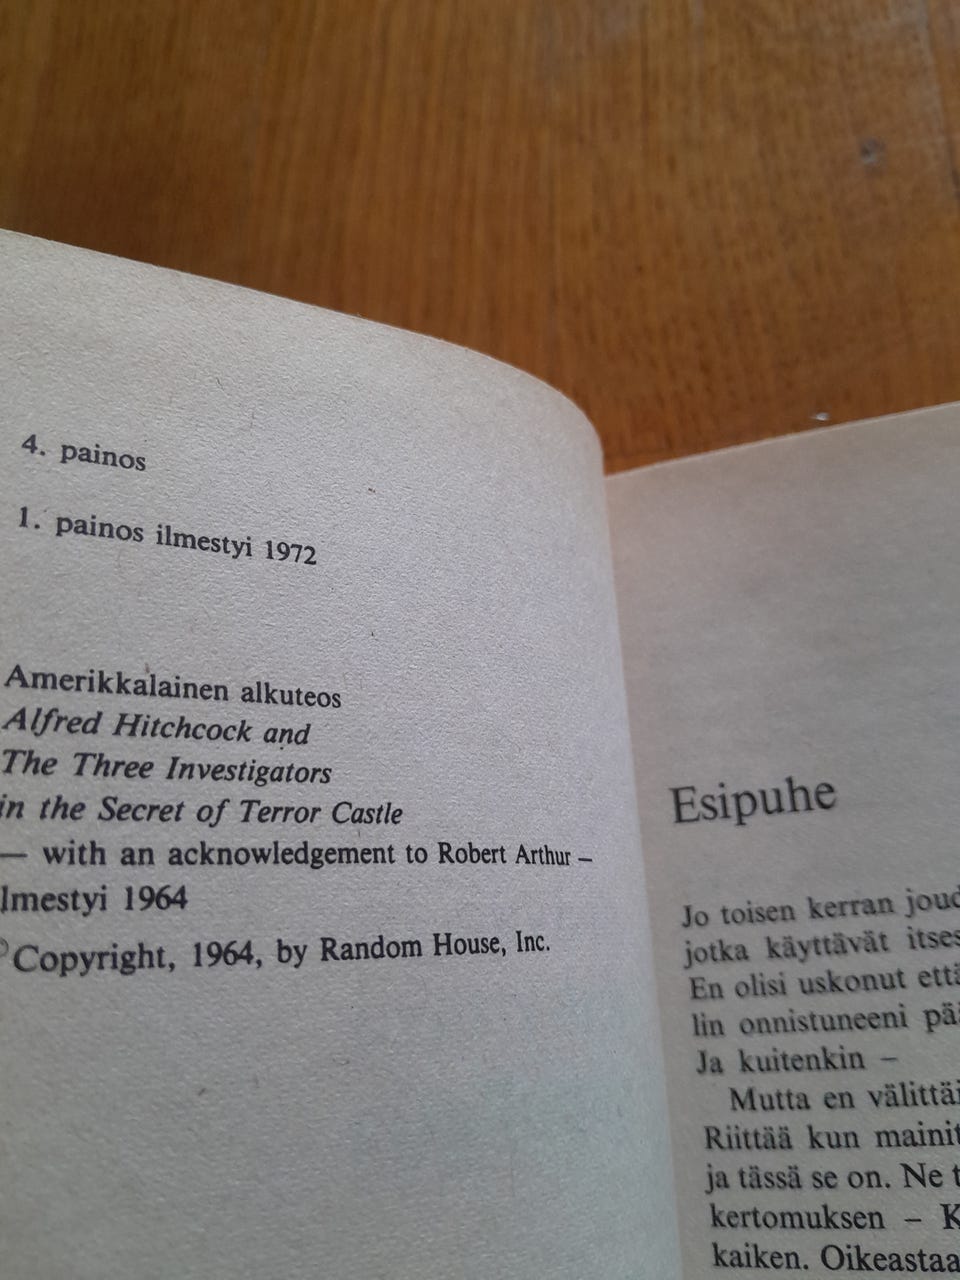 4. painos
1. painos ilmestyi 1972
Amerikkalainen alkuteos
Alfred Hitchcock and
The Three Investigators
in the Secret of Terror Castle
— with an acknowledgement to Robert Arthur –
lmestyi 1964
Copyright, 1964, by Random House, Inc.
Esipuhe
Jo toisen kerran
jotka käyttävät
En olisi uskonut
lin onnistuneeni
Ja kuitenkin –
Mutta en
Riittää kun
ja tässä se on. Ne
kertomuksen –
kaiken.